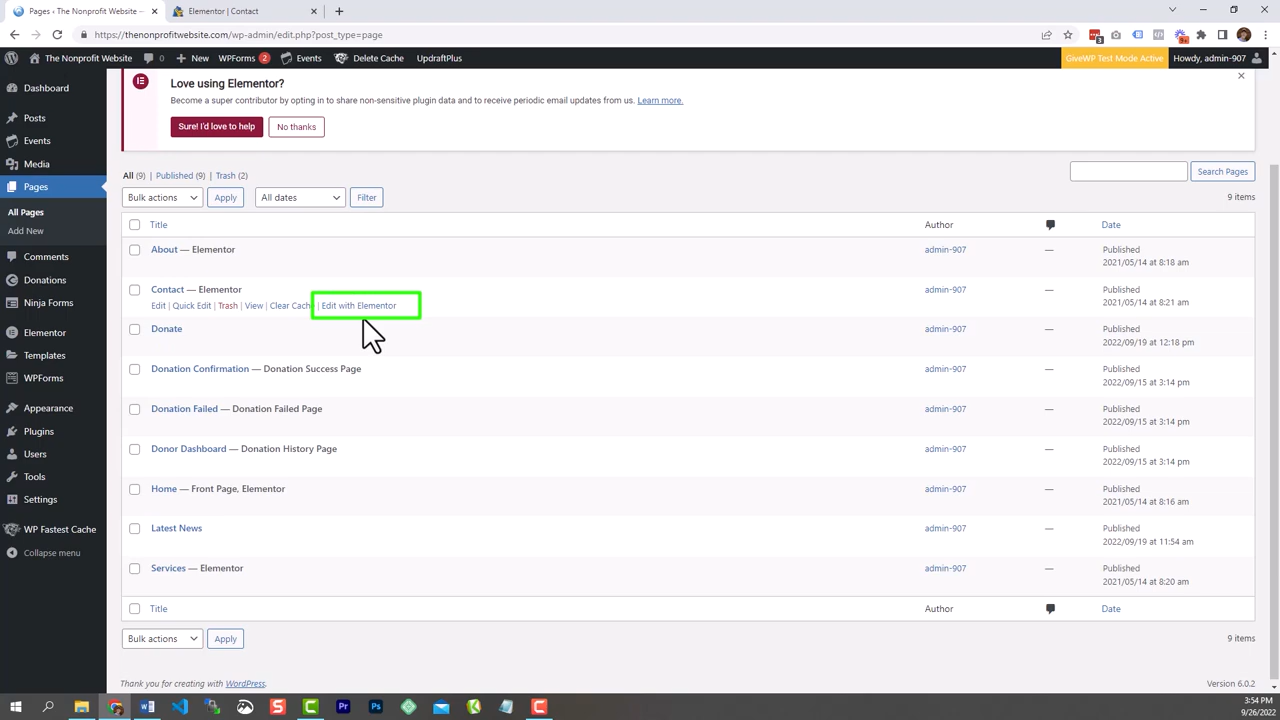 Pages ‹ The Nonprofit Website —
Elementor | Contact
https://thenonprofitwebsite.com/wp-admin/edit.php?post_type=page
3
9+
The Nonprofit Website
0
New
WPForms 2
Events
Delete Cache
UpdraftPlus
GiveWP Test Mode Active
Howdy, admin-907
Dashboard
Posts
Events
Media
Pages
All Pages
Add New
Comments
Donations
Ninja Forms
Elementor
Templates
WPForms
Appearance
Plugins
Users
Tools
Settings
WP Fastest Cache
Collapse menu
Love using Elementor?
Become a super contributor by opting in to share non-sensitive plugin data and to receive periodic email updates from us. Learn more.
Sure! I'd love to help
No thanks
All (9) | Published (9) | Trash (2)
Search Pages
Bulk actions
Apply
All dates
Filter
9 items
Title
Author
Date
About — Elementor
admin-907
—
Published
2021/05/14 at 8:18 am
Contact — Elementor
Edit | Quick Edit | Trash | View | Clear Cach | Edit with Elementor
admin-907
—
Published
2021/05/14 at 8:21 am
Donate
admin-907
—
Published
2022/09/19 at 12:18 pm
Donation Confirmation — Donation Success Page
admin-907
—
Published
2022/09/15 at 3:14 pm
Donation Failed — Donation Failed Page
admin-907
—
Published
2022/09/15 at 3:14 pm
Donor Dashboard — Donation History Page
admin-907
—
Published
2022/09/15 at 3:14 pm
Home — Front Page, Elementor
admin-907
—
Published
2021/05/14 at 8:16 am
Latest News
admin-907
—
Published
2022/09/19 at 11:54 am
Services — Elementor
admin-907
—
Published
2021/05/14 at 8:20 am
Title
Author
Date
Bulk actions
Apply
9 items
Thank you for creating with WordPress.
Version 6.0.2
Pr
Ps
3:54 PM
9/26/2022